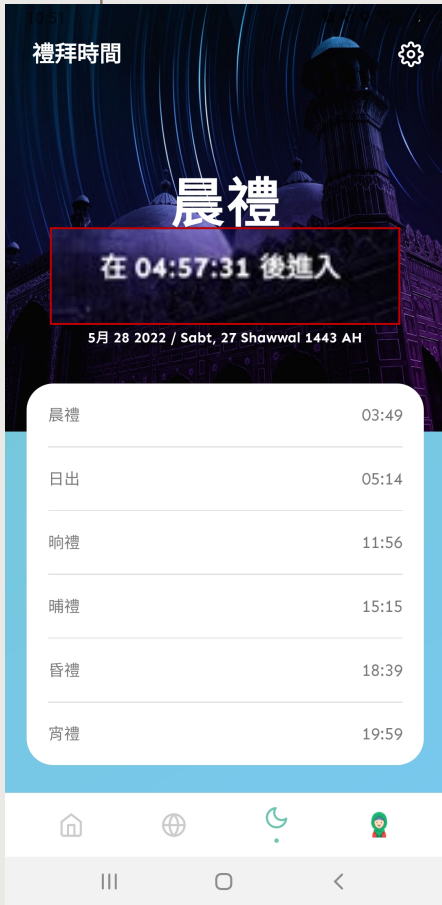 10:51
禮拜時間
晨禮
在 04:57:31 後進入
5月 28 2022 / Sabt, 27 Shawwal 1443 AH
晨禮 03:49
日出 05:14
晌禮 11:56
晡禮 15:15
昏禮 18:39
宵禮 19:59